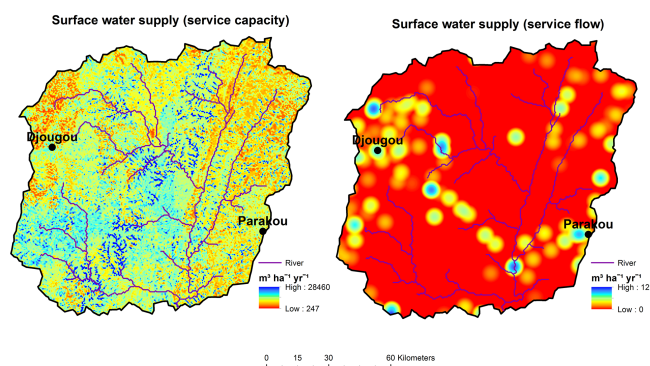 Surface water supply (service capacity)
Djougou
Parakou
River
m³ ha⁻¹ yr⁻¹
High : 28460
Low : 247
Surface water supply (service flow)
Djougou
Parakou
River
m³ ha⁻¹ yr⁻¹
High : 12
Low : 0
0 15 30 60 Kilometers